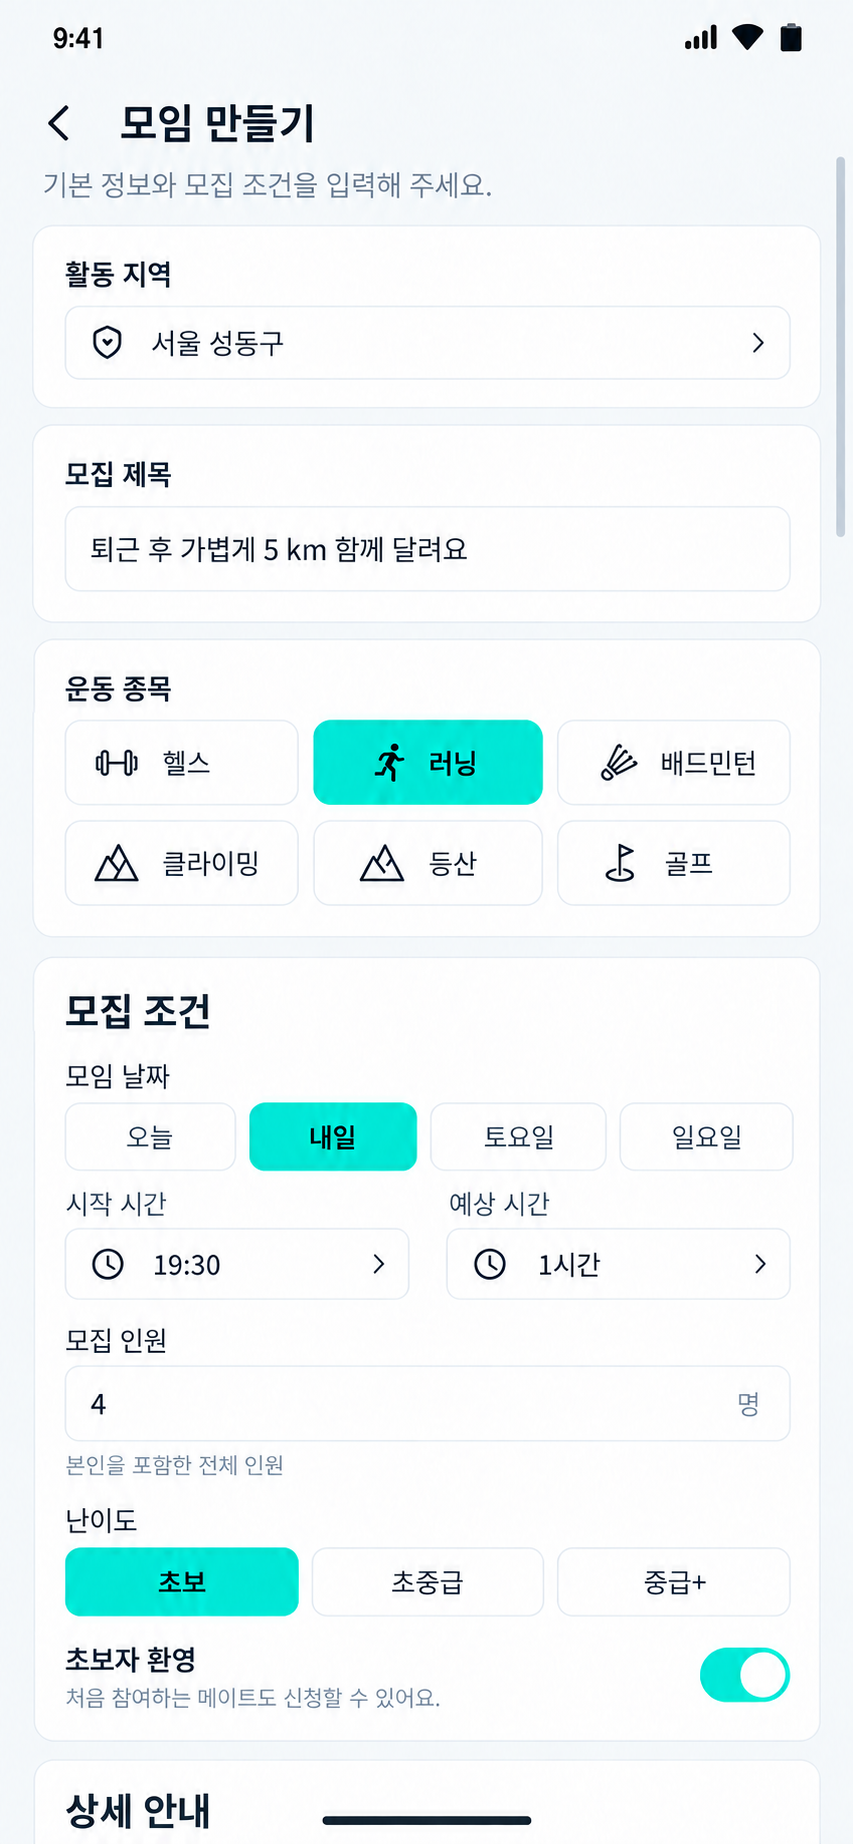 9:41
모임 만들기
기본 정보와 모집 조건을 입력해 주세요.
활동 지역
서울 성동구
모집 제목
퇴근 후 가볍게 5 km 함께 달려요
운동 종목
헬스 러닝 배드민턴
클라이밍 등산 골프
모집 조건
모임 날짜
오늘 내일 토요일 일요일
시작 시간 예상 시간
19:30 1시간
모집 인원
4 명
본인을 포함한 전체 인원
난이도
초보 초중급 중급+
초보자 환영
처음 참여하는 메이트도 신청할 수 있어요.
상세 안내